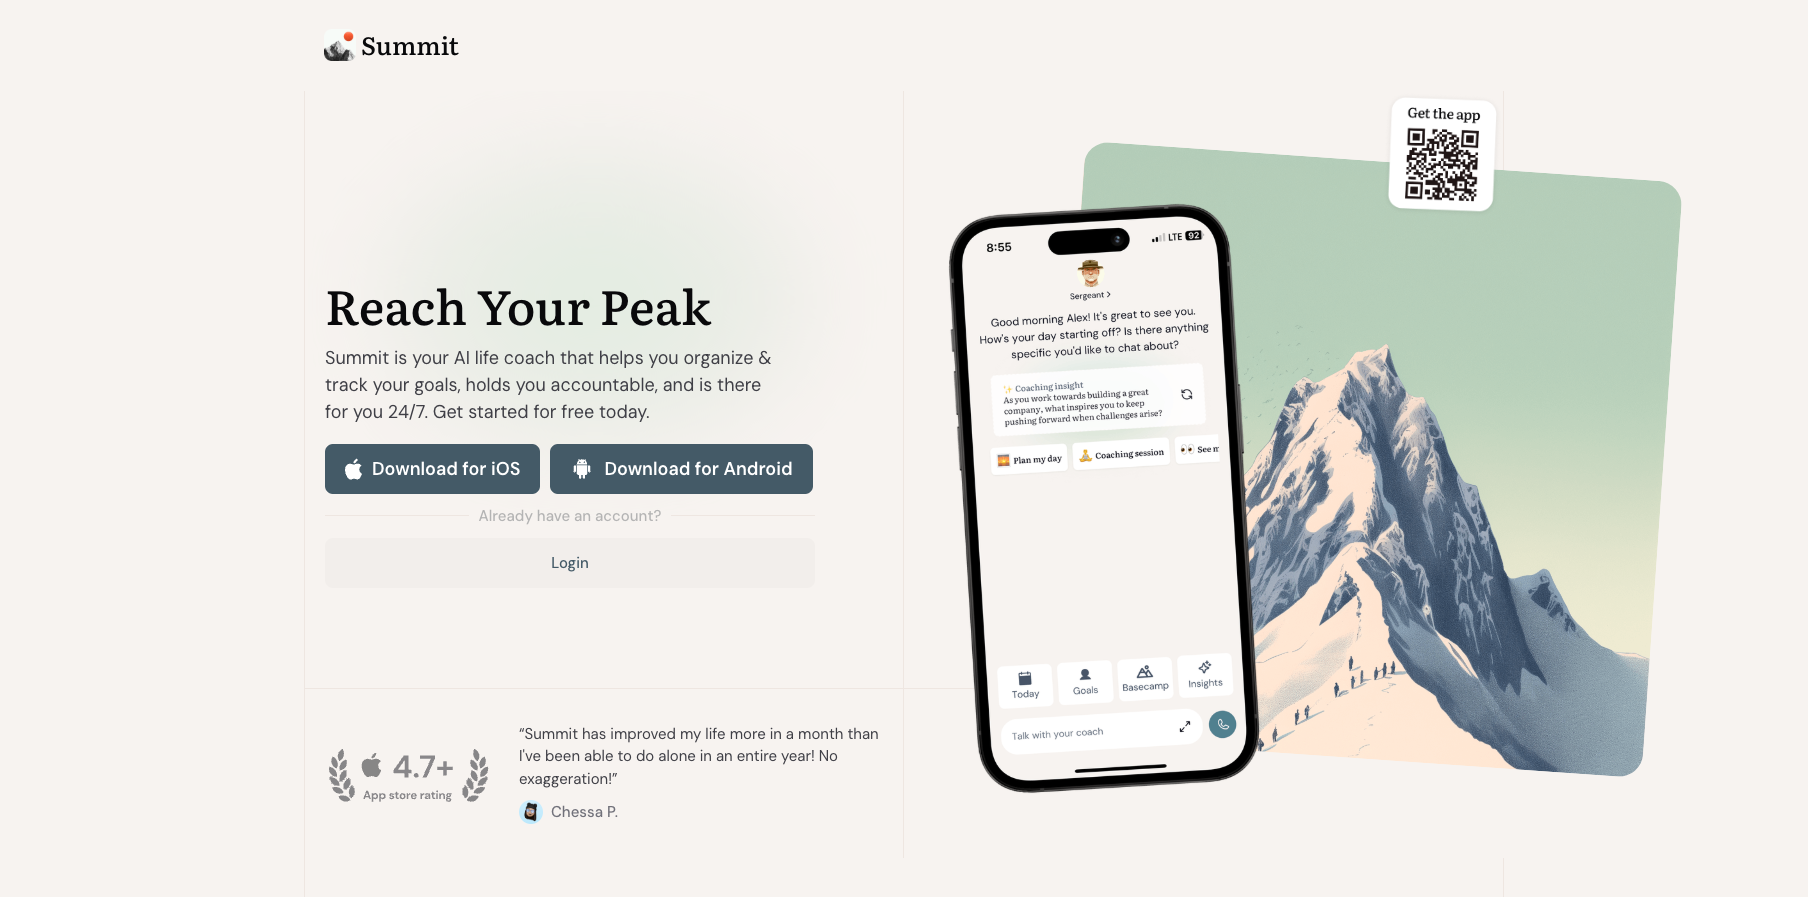 Summit
Get the app
Reach Your Peak
Summit is your AI life coach that helps you organize &
track your goals, holds you accountable, and is there
for you 24/7. Get started for free today.
Download for iOS
Download for Android
Already have an account?
Login
4.7+
App store rating
“Summit has improved my life more in a month than
I've been able to do alone in an entire year! No
exaggeration!”
Chessa P.
8:55
LTE 92
Sergeant >
Good morning Alex! It's great to see you.
How's your day starting off? Is there anything
specific you'd like to chat about?
✨ Coaching insight
As you work towards building a great
company, what inspires you to keep
pushing forward when challenges arise?
🌅 Plan my day
🧘 Coaching session
👀 See m
Today
Goals
Basecamp
Insights
Talk with your coach